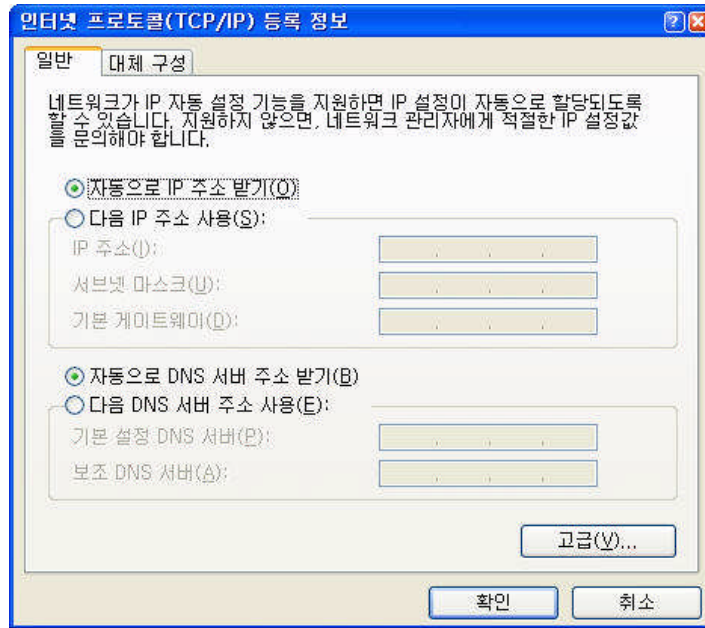 인터넷 프로토콜(TCP/IP) 등록 정보
일반
대체 구성
네트워크가 IP 자동 설정 기능을 지원하면 IP 설정이 자동으로 할당되도록
할 수 있습니다. 지원하지 않으면, 네트워크 관리자에게 적절한 IP 설정값
을 문의해야 합니다.
자동으로 IP 주소 받기(O)
다음 IP 주소 사용(S):
IP 주소(I):
서브넷 마스크(U):
기본 게이트웨이(D):
자동으로 DNS 서버 주소 받기(B)
다음 DNS 서버 주소 사용(E):
기본 설정 DNS 서버(P):
보조 DNS 서버(A):
고급(V)...
확인
취소